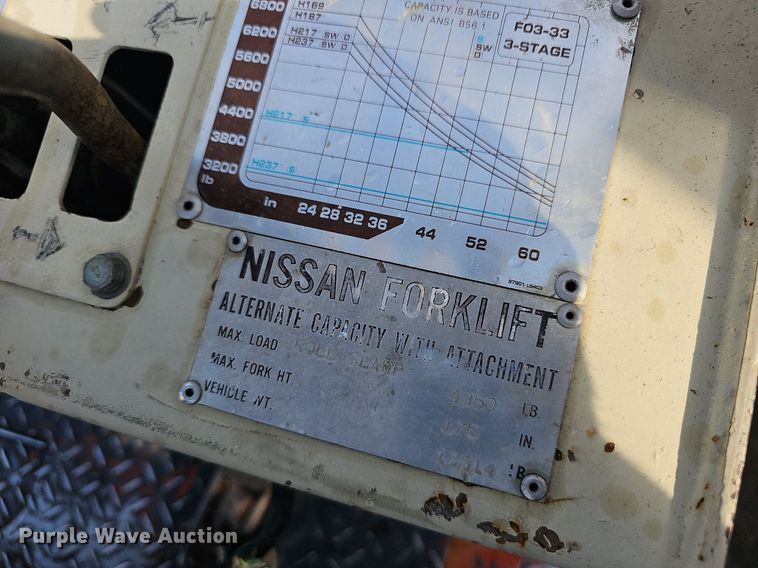 6800
6200
5600
5000
4400
3800
3200
lb
H169
H187
H217 SW D
H237 SW D
CAPACITY IS BASED
ON ANSI B56.1
S
SW
D
F03-33
3-STAGE
H217 S
H237 S
in 24 28 32 36 44 52 60
NISSAN FORKLIFT
ALTERNATE CAPACITY WITH ATTACHMENT
ROLL CLAMP
MAX. LOAD 4350 LB.
MAX. FORK HT. IN.
VEHICLE WT. LB
Purple Wave Auction